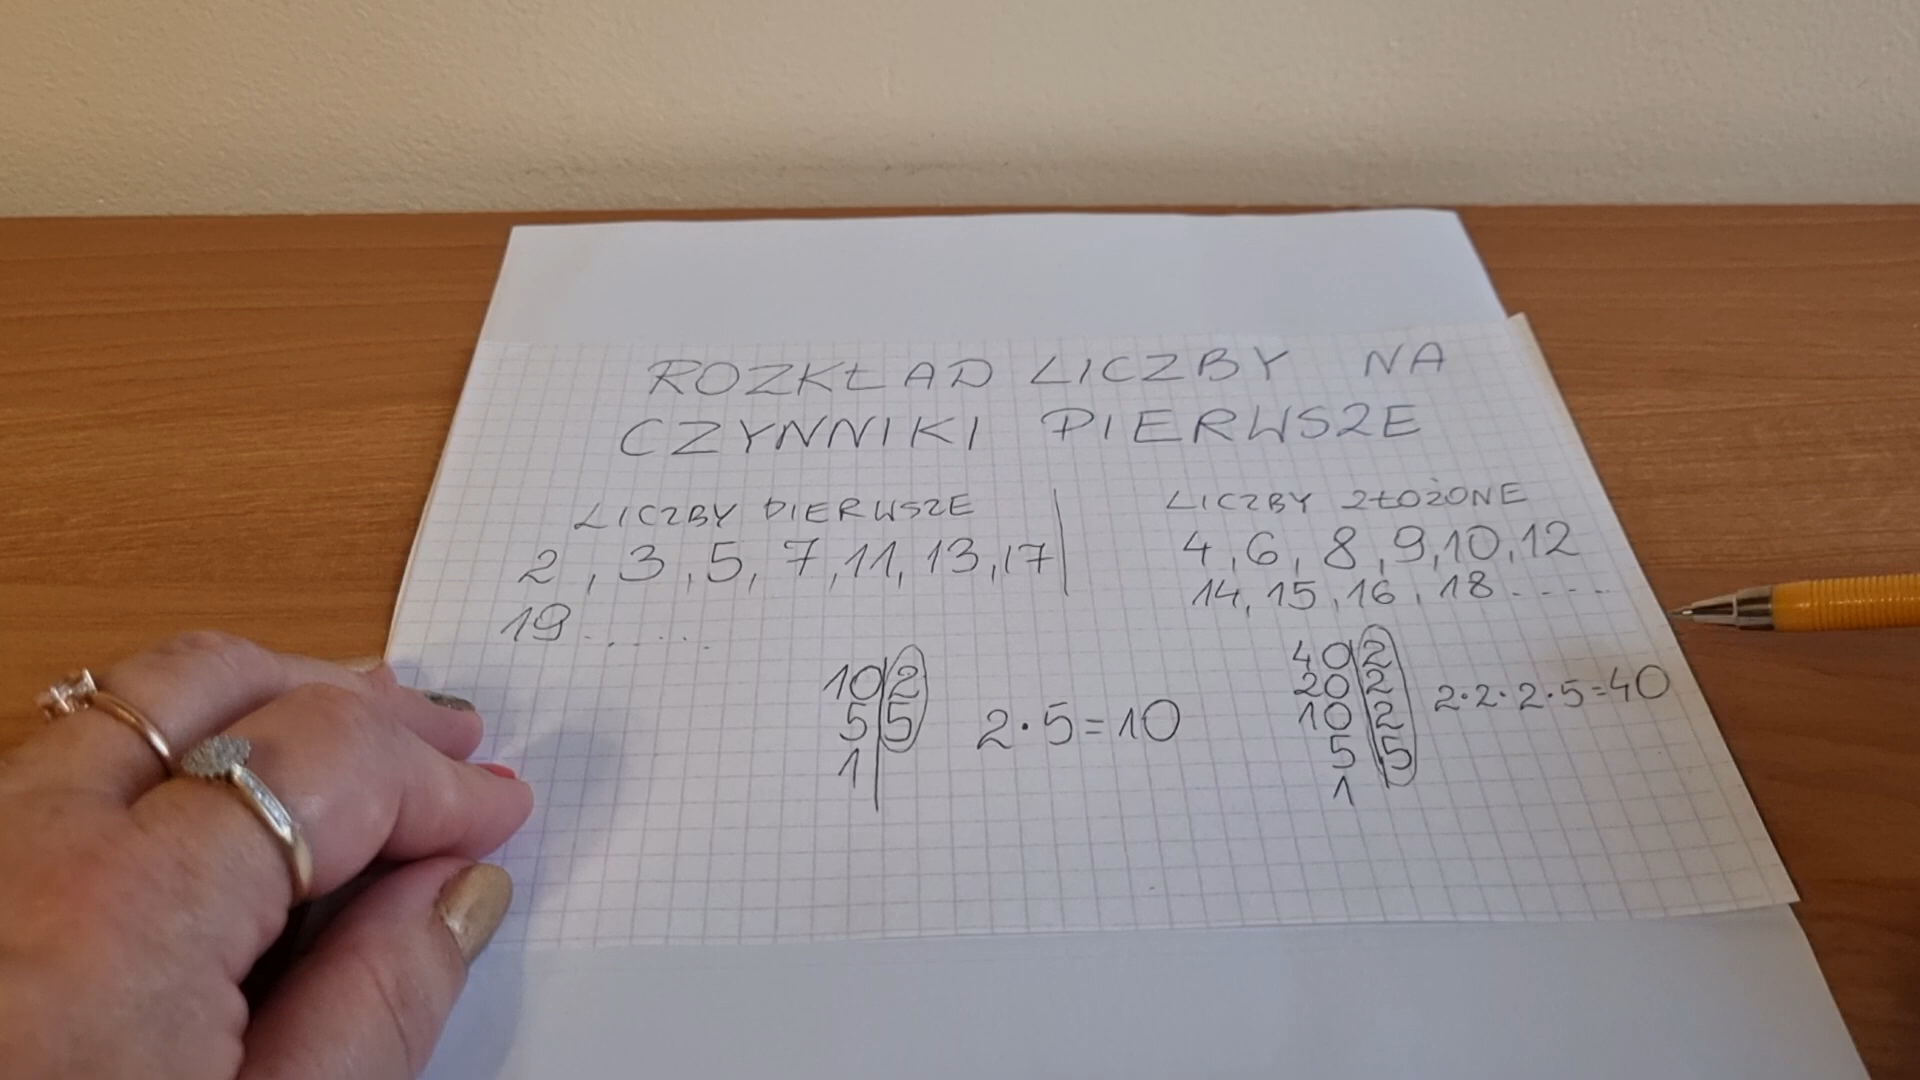 ROZKŁAD LICZBY NA
CZYNNIKI PIERWSZE
LICZBY PIERWSZE
2, 3, 5, 7, 11, 13, 17
19......
LICZBY ZŁOŻONE
4, 6, 8, 9, 10, 12
14, 15, 16, 18.....
10|2
5|5
1|
2·5=10
40|2
20|2
10|2
5|5
1
2·2·2·5=40